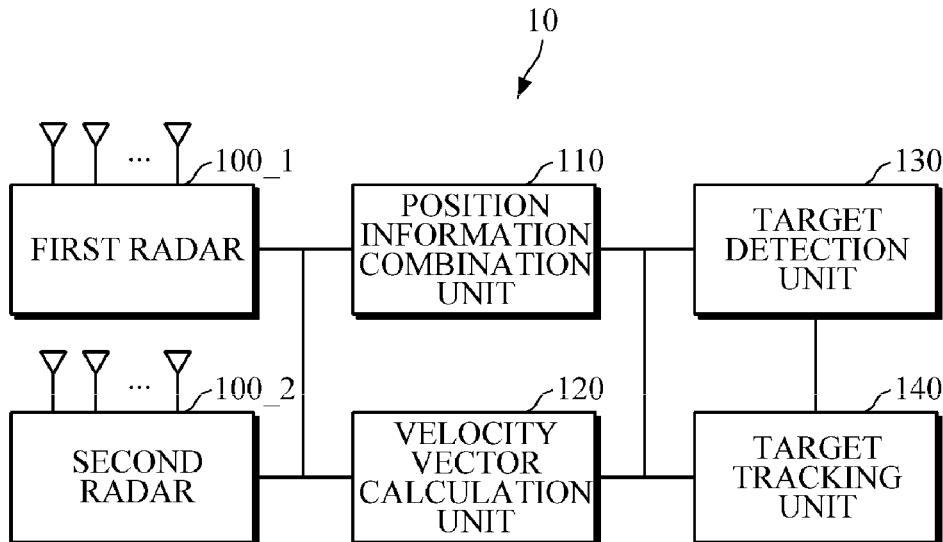 10
...
100_1
110
130
FIRST RADAR
POSITION
INFORMATION
COMBINATION
UNIT
TARGET
DETECTION
UNIT
...
100_2
120
140
SECOND
RADAR
VELOCITY
VECTOR
CALCULATION
UNIT
TARGET
TRACKING
UNIT